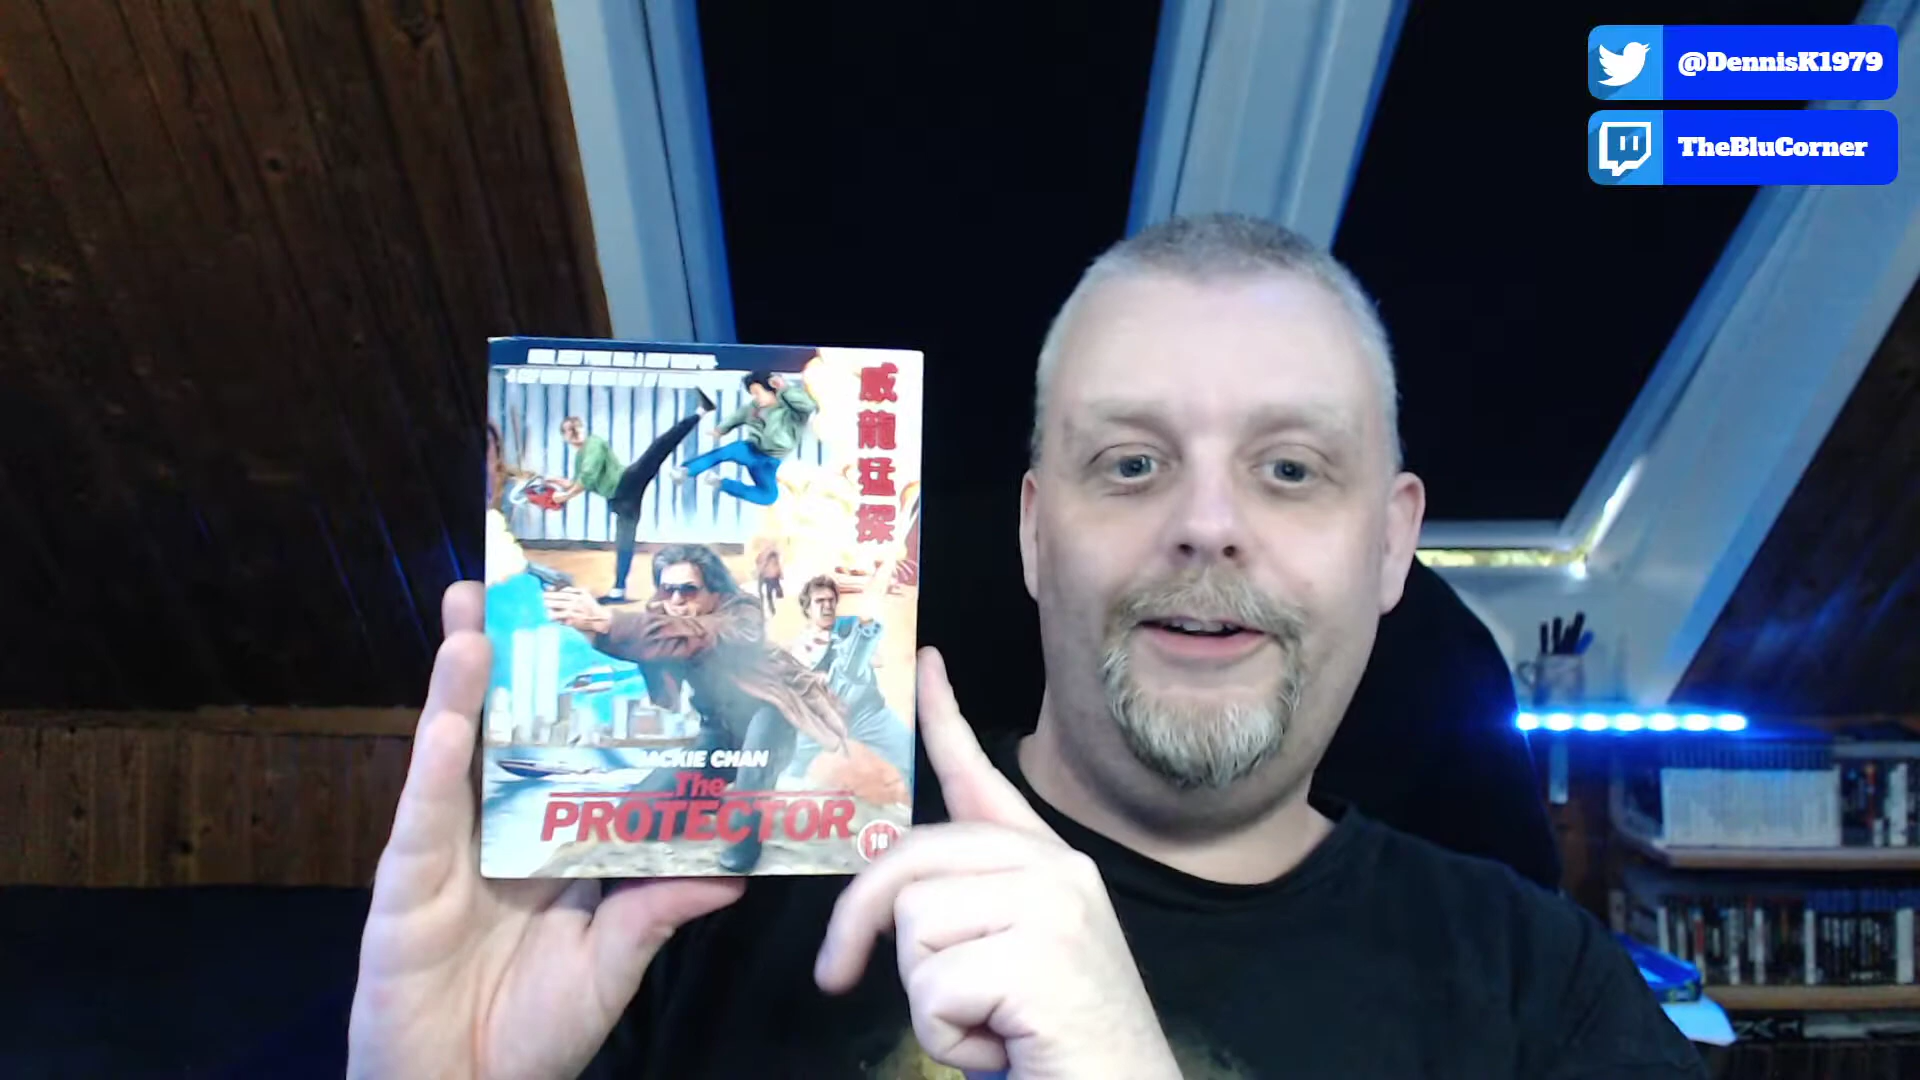 @DennisK1979
TheBluCorner
威龍猛探
JACKIE CHAN
The
PROTECTOR
18